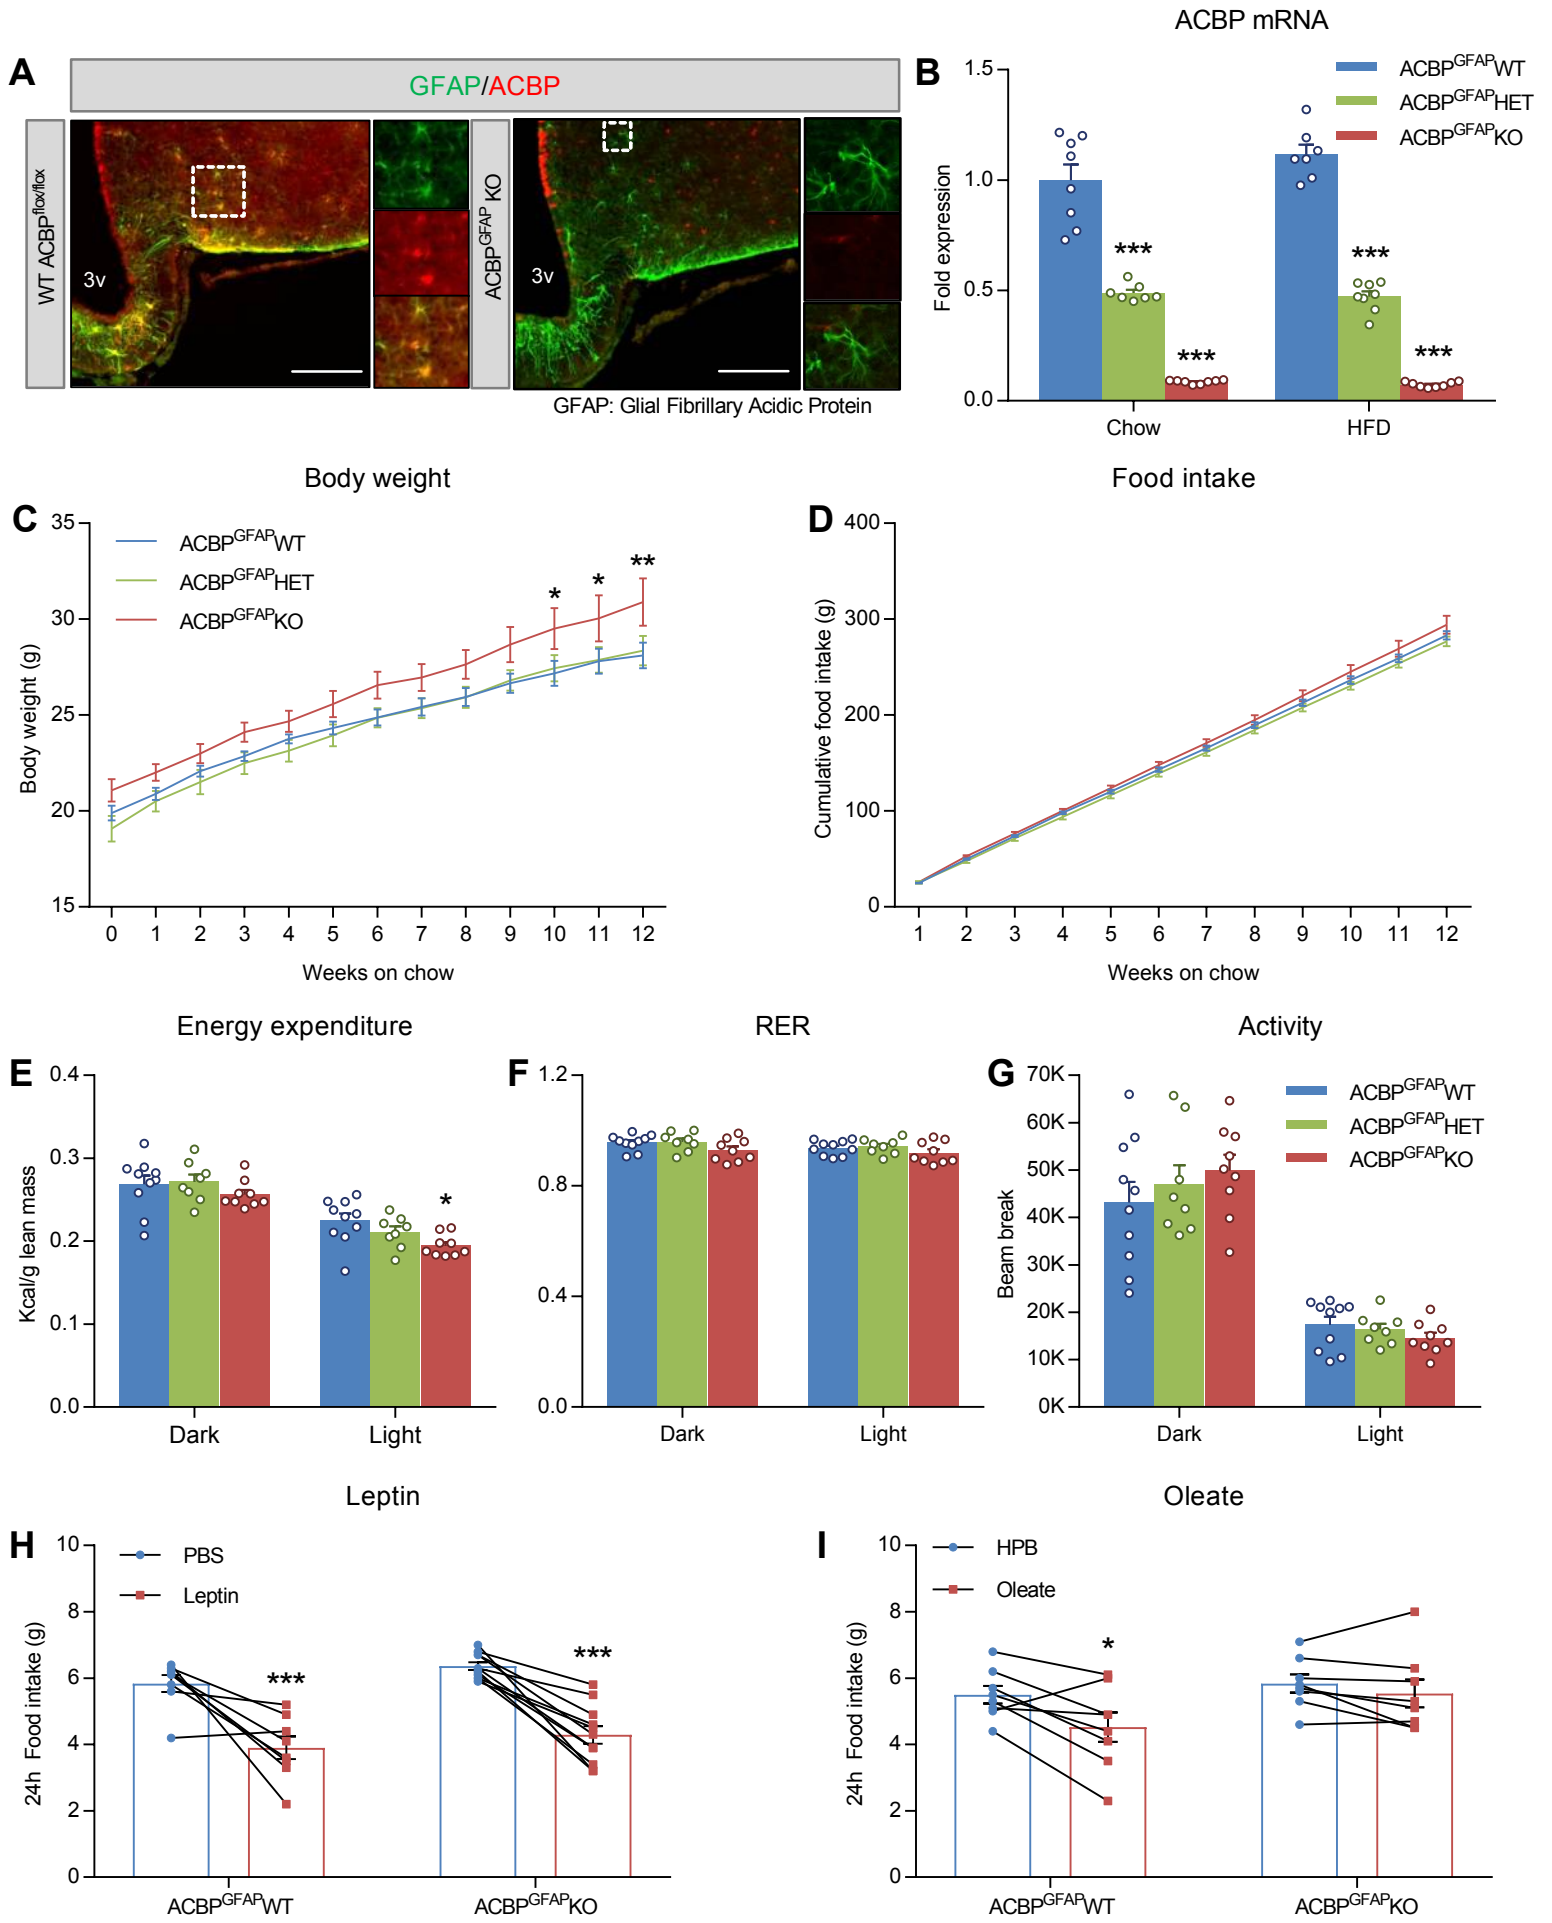 A
GFAP/ACBP
WT ACBPflox/flox
3v
ACBPGFAP KO
3v
GFAP: Glial Fibrillary Acidic Protein
ACBP mRNA
B
ACBPGFAPWT
ACBPGFAPHET
ACBPGFAPKO
Fold expression
1.5
1.0
0.5
0.0
***
***
***
***
Chow
HFD
Body weight
C
ACBPGFAPWT
ACBPGFAPHET
ACBPGFAPKO
Body weight (g)
35
30
25
20
15
*
*
**
0 1 2 3 4 5 6 7 8 9 10 11 12
Weeks on chow
Food intake
D
Cumulative food intake (g)
400
300
200
100
0
1 2 3 4 5 6 7 8 9 10 11 12
Weeks on chow
Energy expenditure
E
Kcal/g lean mass
0.4
0.3
0.2
0.1
0.0
*
Dark
Light
RER
F
1.2
0.8
0.4
0.0
Dark
Light
Activity
G
Beam break
70K
60K
50K
40K
30K
20K
10K
0K
ACBPGFAPWT
ACBPGFAPHET
ACBPGFAPKO
Dark
Light
Leptin
H
PBS
Leptin
24h Food intake (g)
10
8
6
4
2
0
***
***
ACBPGFAPWT
ACBPGFAPKO
Oleate
I
HPB
Oleate
24h Food intake (g)
10
8
6
4
2
0
*
ACBPGFAPWT
ACBPGFAPKO